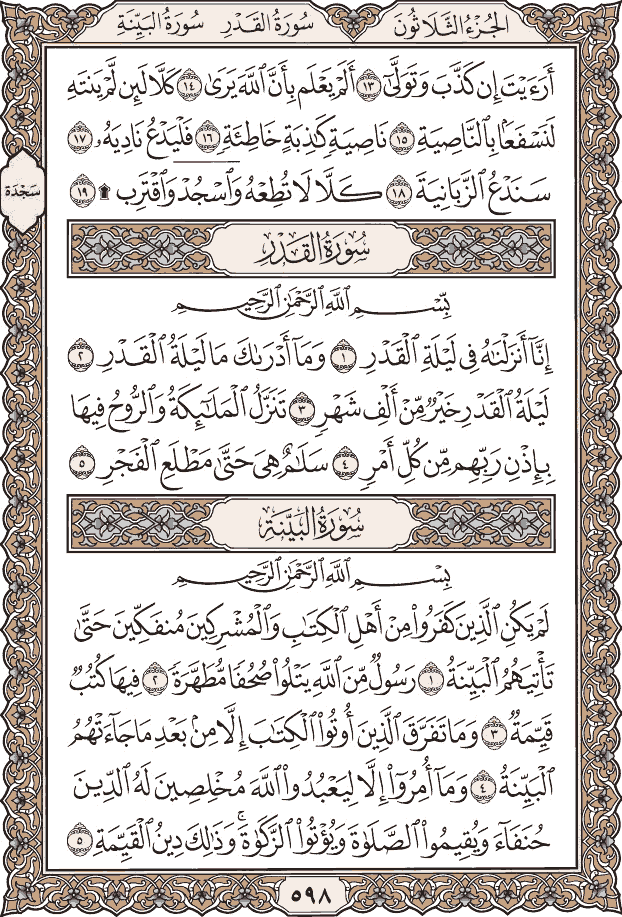 الجُزْءُ الثَّلَاثُونَ سُورَةُ القَدْرِ سُورَةُ البَيِّنَةِ
أَرَءَيْتَ إِن كَذَّبَ وَتَوَلَّىٰٓ ١٣ أَلَمْ يَعْلَم بِأَنَّ ٱللَّهَ يَرَىٰ ١٤ كَلَّا لَئِن لَّمْ يَنتَهِ
لَنَسْفَعًۢا بِٱلنَّاصِيَةِ ١٥ نَاصِيَةٍ كَٰذِبَةٍ خَاطِئَةٍ ١٦ فَلْيَدْعُ نَادِيَهُۥ ١٧
سَنَدْعُ ٱلزَّبَانِيَةَ ١٨ كَلَّا لَا تُطِعْهُ وَٱسْجُدْ وَٱقْتَرِب ۩ ١٩
سَجْدَة
سُورَةُ القَدْرِ
بِسْمِ ٱللَّهِ ٱلرَّحْمَٰنِ ٱلرَّحِيمِ
إِنَّآ أَنزَلْنَٰهُ فِى لَيْلَةِ ٱلْقَدْرِ ١ وَمَآ أَدْرَىٰكَ مَا لَيْلَةُ ٱلْقَدْرِ ٢
لَيْلَةُ ٱلْقَدْرِ خَيْرٌ مِّنْ أَلْفِ شَهْرٍ ٣ تَنَزَّلُ ٱلْمَلَٰٓئِكَةُ وَٱلرُّوحُ فِيهَا
بِإِذْنِ رَبِّهِم مِّن كُلِّ أَمْرٍ ٤ سَلَٰمٌ هِىَ حَتَّىٰ مَطْلَعِ ٱلْفَجْرِ ٥
سُورَةُ البَيِّنَةِ
بِسْمِ ٱللَّهِ ٱلرَّحْمَٰنِ ٱلرَّحِيمِ
لَمْ يَكُنِ ٱلَّذِينَ كَفَرُوا۟ مِنْ أَهْلِ ٱلْكِتَٰبِ وَٱلْمُشْرِكِينَ مُنفَكِّينَ حَتَّىٰ
تَأْتِيَهُمُ ٱلْبَيِّنَةُ ١ رَسُولٌ مِّنَ ٱللَّهِ يَتْلُوا۟ صُحُفًا مُّطَهَّرَةً ٢ فِيهَا كُتُبٌ
قَيِّمَةٌ ٣ وَمَا تَفَرَّقَ ٱلَّذِينَ أُوتُوا۟ ٱلْكِتَٰبَ إِلَّا مِنۢ بَعْدِ مَا جَآءَتْهُمُ
ٱلْبَيِّنَةُ ٤ وَمَآ أُمِرُوٓا۟ إِلَّا لِيَعْبُدُوا۟ ٱللَّهَ مُخْلِصِينَ لَهُ ٱلدِّينَ
حُنَفَآءَ وَيُقِيمُوا۟ ٱلصَّلَوٰةَ وَيُؤْتُوا۟ ٱلزَّكَوٰةَ ۚ وَذَٰلِكَ دِينُ ٱلْقَيِّمَةِ ٥
٥٩٨